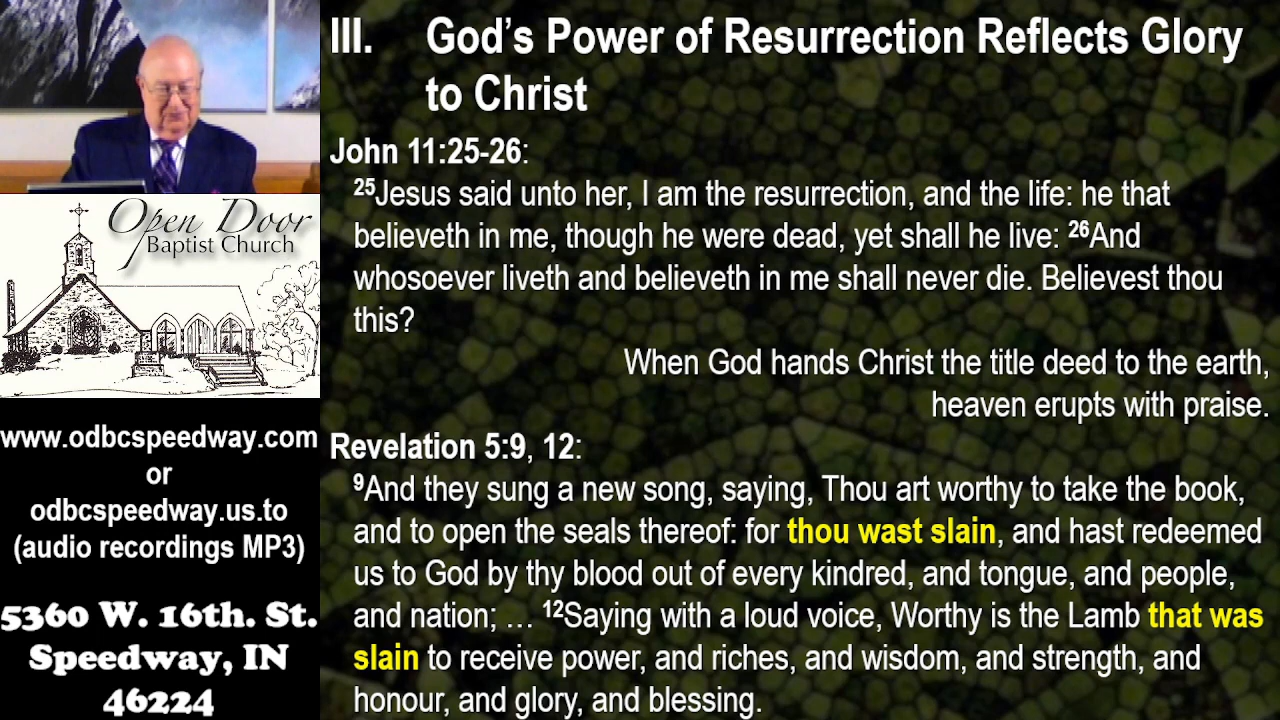 III. God’s Power of Resurrection Reflects Glory
to Christ
John 11:25-26:
25Jesus said unto her, I am the resurrection, and the life: he that
believeth in me, though he were dead, yet shall he live: 26And
whosoever liveth and believeth in me shall never die. Believest thou
this?
When God hands Christ the title deed to the earth,
heaven erupts with praise.
Revelation 5:9, 12:
9And they sung a new song, saying, Thou art worthy to take the book,
and to open the seals thereof: for thou wast slain, and hast redeemed
us to God by thy blood out of every kindred, and tongue, and people,
and nation; … 12Saying with a loud voice, Worthy is the Lamb that was
slain to receive power, and riches, and wisdom, and strength, and
honour, and glory, and blessing.
Open Door
Baptist Church
www.odbcspeedway.com
or
odbcspeedway.us.to
(audio recordings MP3)
5360 W. 16th. St.
Speedway, IN
46224